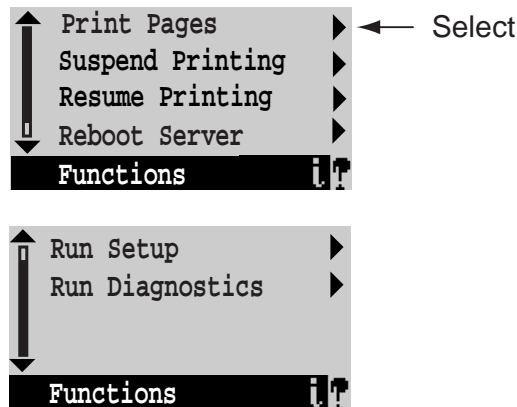 Print Pages
Select
Suspend Printing
Resume Printing
Reboot Server
Functions
Run Setup
Run Diagnostics
Functions